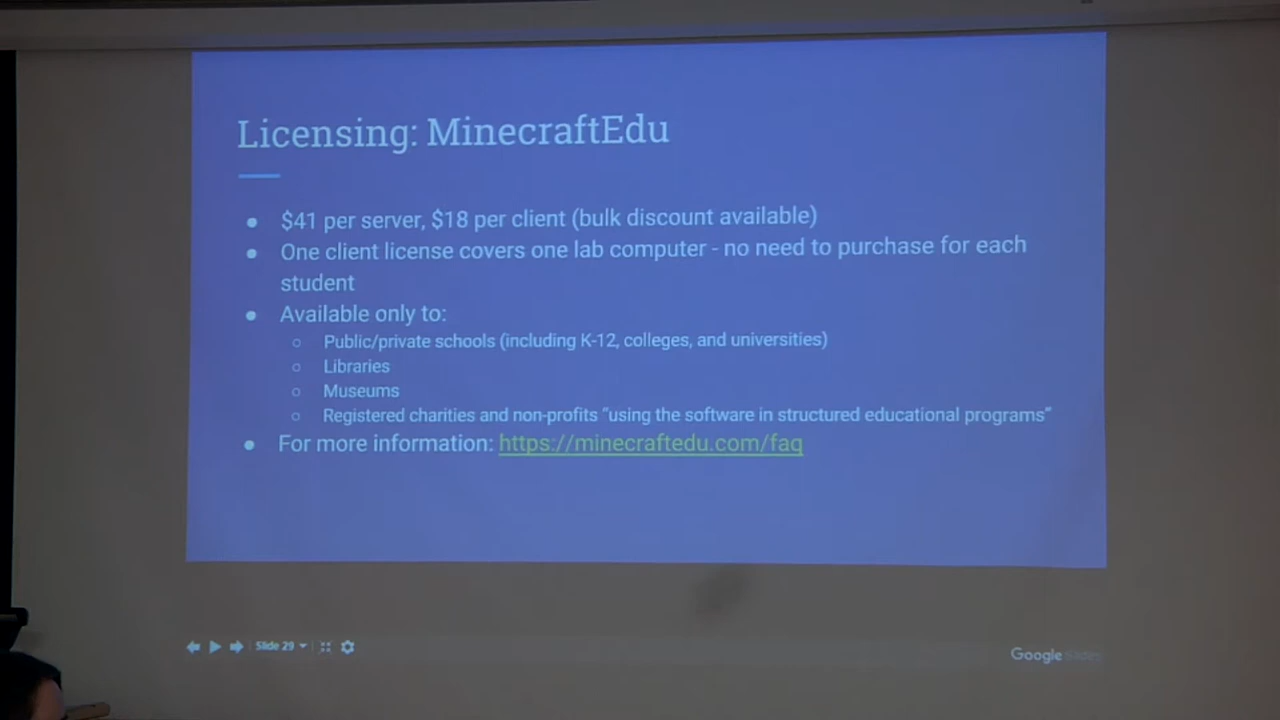 Licensing: MinecraftEdu
● $41 per server, $18 per client (bulk discount available)
● One client license covers one lab computer - no need to purchase for each
student
● Available only to:
○ Public/private schools (including K-12, colleges, and universities)
○ Libraries
○ Museums
○ Registered charities and non-profits "using the software in structured educational programs"
● For more information: https://minecraftedu.com/faq
Slide 29
Google Slides